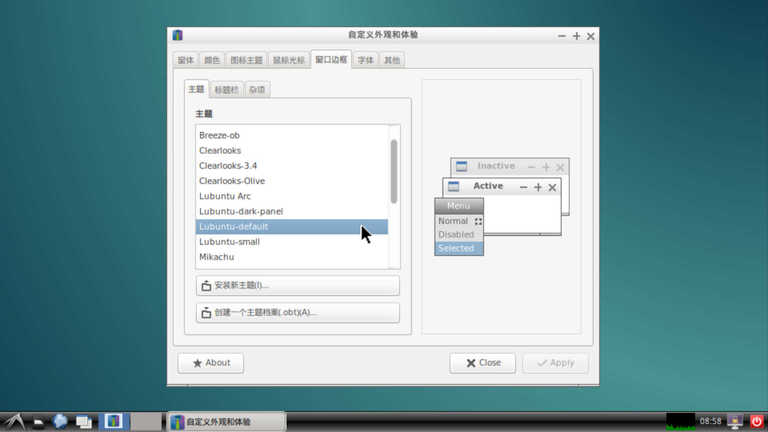 自定义外观和体验
窗体 颜色 图标主题 鼠标光标 窗口边框 字体 其他
主题 标题栏 杂项
主题
Breeze-ob
Clearlooks
Clearlooks-3.4
Clearlooks-Olive
Lubuntu Arc
Lubuntu-dark-panel
Lubuntu-default
Lubuntu-small
Mikachu
安装新主题(I)...
创建一个主题档案(.obt)(A)...
Inactive
Active
Menu
Normal
Disabled
Selected
About Close Apply
自定义外观和体验 08:58